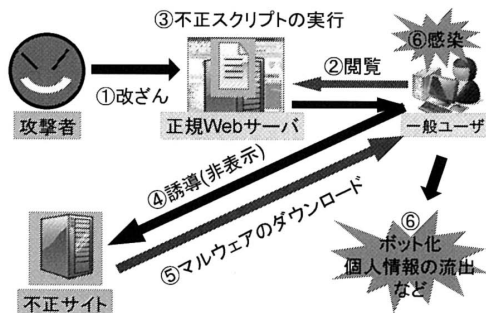 ③不正スクリプトの実行
②閲覧
⑥感染
①改ざん
攻撃者
正規Webサーバ
一般ユーザ
④誘導(非表示)
⑤マルウェアのダウンロード
不正サイト
⑥
ボット化
個人情報の流出
など